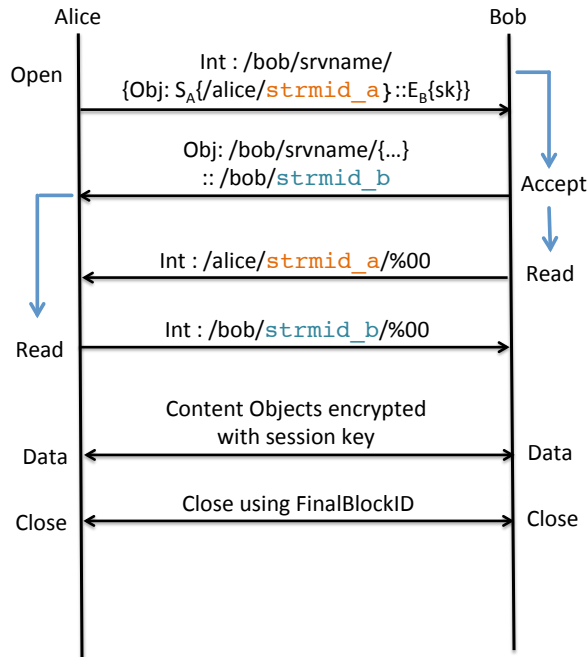 Alice Bob
Int : /bob/srvname/
Open
{Obj: S_A{/alice/strmid_a}::E_B{sk}}
Obj: /bob/srvname/{...}
:: /bob/strmid_b
Accept
Int : /alice/strmid_a/%00
Read
Int : /bob/strmid_b/%00
Read
Content Objects encrypted
with session key
Data Data
Close using FinalBlockID
Close Close